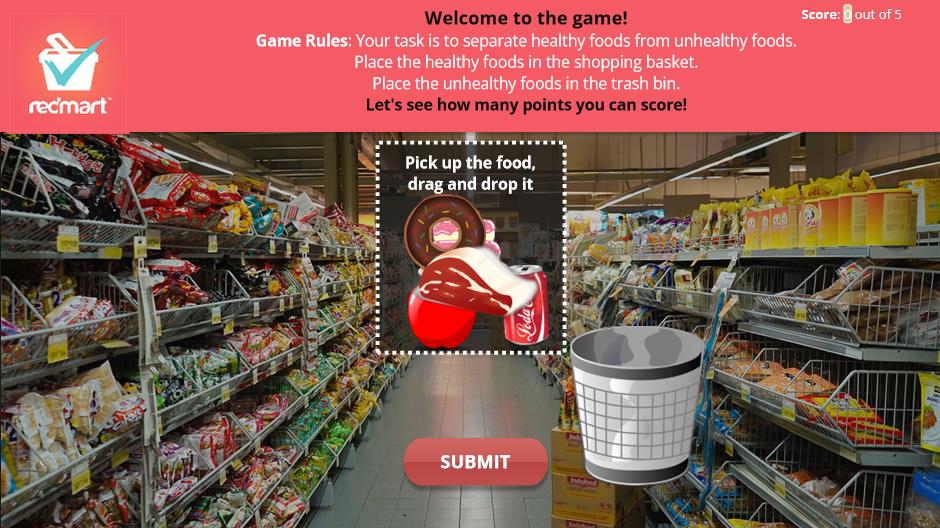 Score: 0 out of 5
Welcome to the game!
Game Rules: Your task is to separate healthy foods from unhealthy foods.
Place the healthy foods in the shopping basket.
Place the unhealthy foods in the trash bin.
Let's see how many points you can score!
redmart
Pick up the food,
drag and drop it
SUBMIT
Indofood